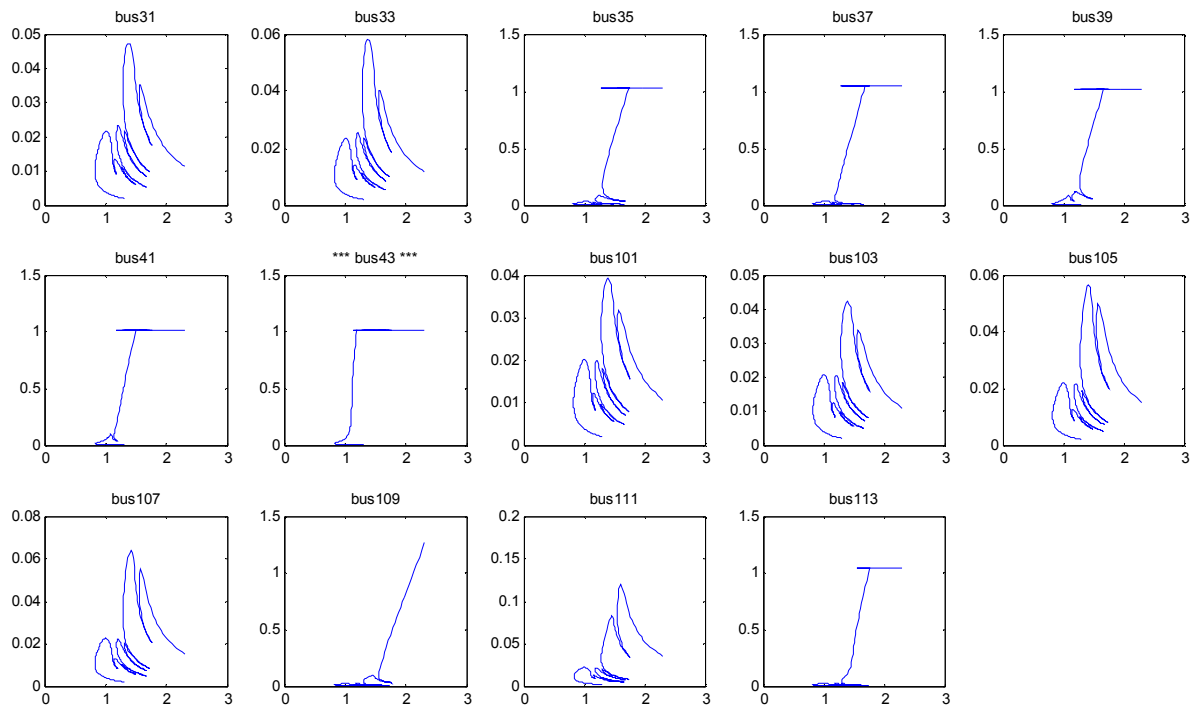 bus31 bus33 bus35 bus37 bus39
0.05 0.06 1.5 1.5 1.5
0.04
0.04 1 1 1
0.03
0.02 0.02 0.5 0.5 0.5
0.01
0 0 0 0 0
0 1 2 3 0 1 2 3 0 1 2 3 0 1 2 3 0 1 2 3
bus41 *** bus43 *** bus101 bus103 bus105
1.5 1.5 0.04 0.05 0.06
0.04
1 1 0.03 0.04
0.03
0.02
0.5 0.5 0.02 0.02
0.01 0.01
0 0 0 0 0
0 1 2 3 0 1 2 3 0 1 2 3 0 1 2 3 0 1 2 3
bus107 bus109 bus111 bus113
0.08 1.5 0.2 1.5
0.06 1 0.15 1
0.04 0.1
0.02 0.5 0.05 0.5
0 0 0 0
0 1 2 3 0 1 2 3 0 1 2 3 0 1 2 3